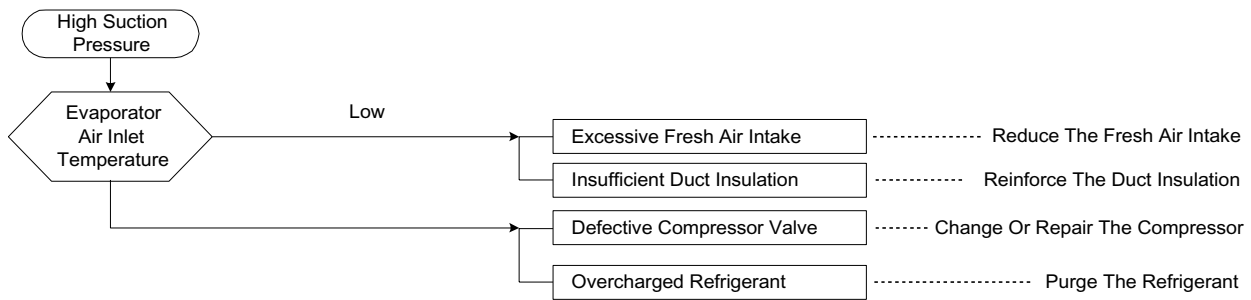 High Suction
Pressure
Evaporator
Air Inlet
Temperature
Low
Excessive Fresh Air Intake
Reduce The Fresh Air Intake
Insufficient Duct Insulation
Reinforce The Duct Insulation
Defective Compressor Valve
Change Or Repair The Compressor
Overcharged Refrigerant
Purge The Refrigerant